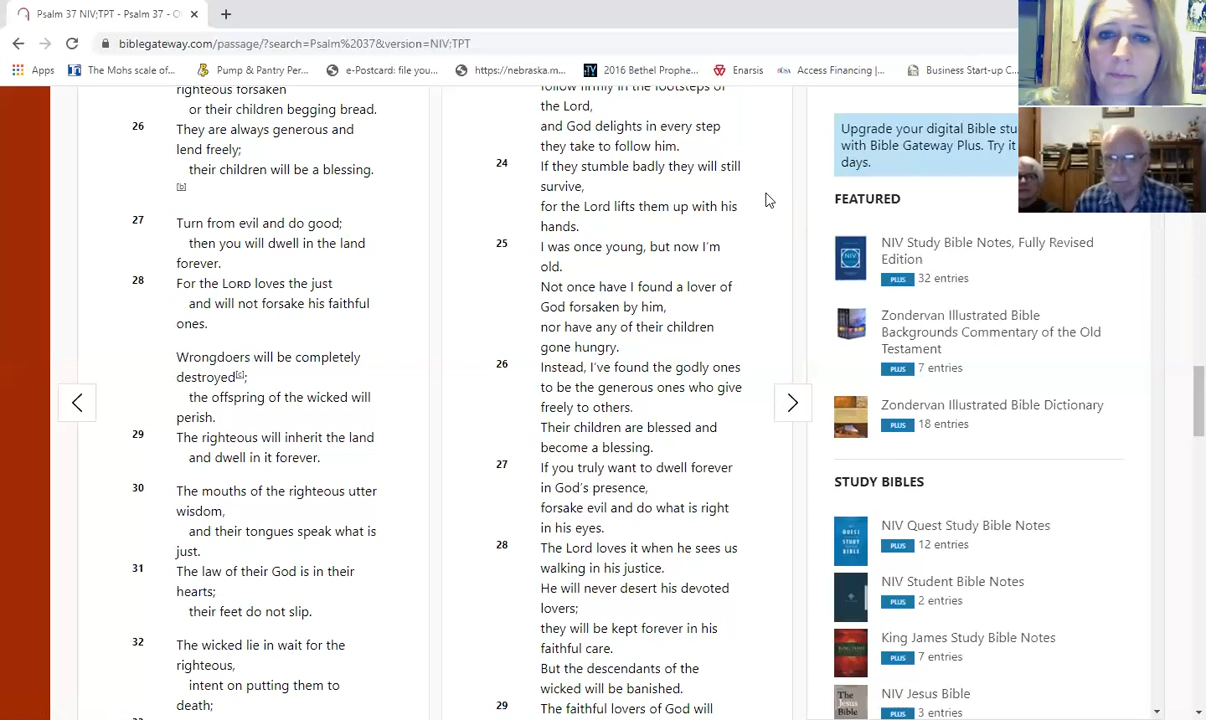 Psalm 37 NIV;TPT - Psalm 37 -
biblegateway.com/passage/?search=Psalm%2037&version=NIV;TPT
Apps
The Mohs scale of...
Pump & Pantry Per...
e-Postcard: file you...
https://nebraska.m...
2016 Bethel Prophe...
Enarsis
Access Financing |...
Business Start-up C
righteous forsaken
or their children begging bread.
26
They are always generous and
lend freely;
their children will be a blessing.
[b]
27
Turn from evil and do good;
then you will dwell in the land
forever.
28
For the LORD loves the just
and will not forsake his faithful
ones.
Wrongdoers will be completely
destroyed[c];
the offspring of the wicked will
perish.
29
The righteous will inherit the land
and dwell in it forever.
30
The mouths of the righteous utter
wisdom,
and their tongues speak what is
just.
31
The law of their God is in their
hearts;
their feet do not slip.
32
The wicked lie in wait for the
righteous,
intent on putting them to
death;
follow firmly in the footsteps of
the Lord,
and God delights in every step
they take to follow him.
24
If they stumble badly they will still
survive,
for the Lord lifts them up with his
hands.
25
I was once young, but now I'm
old.
Not once have I found a lover of
God forsaken by him,
nor have any of their children
gone hungry.
26
Instead, I've found the godly ones
to be the generous ones who give
freely to others.
Their children are blessed and
become a blessing.
27
If you truly want to dwell forever
in God's presence,
forsake evil and do what is right
in his eyes.
28
The Lord loves it when he sees us
walking in his justice.
He will never desert his devoted
lovers;
they will be kept forever in his
faithful care.
But the descendants of the
wicked will be banished.
29
The faithful lovers of God will
Upgrade your digital Bible stu
with Bible Gateway Plus. Try it
days.
FEATURED
NIV Study Bible Notes, Fully Revised
Edition
PLUS 32 entries
Zondervan Illustrated Bible
Backgrounds Commentary of the Old
Testament
PLUS 7 entries
Zondervan Illustrated Bible Dictionary
PLUS 18 entries
STUDY BIBLES
NIV Quest Study Bible Notes
PLUS 12 entries
NIV Student Bible Notes
PLUS 2 entries
King James Study Bible Notes
PLUS 7 entries
NIV Jesus Bible
PLUS 3 entries